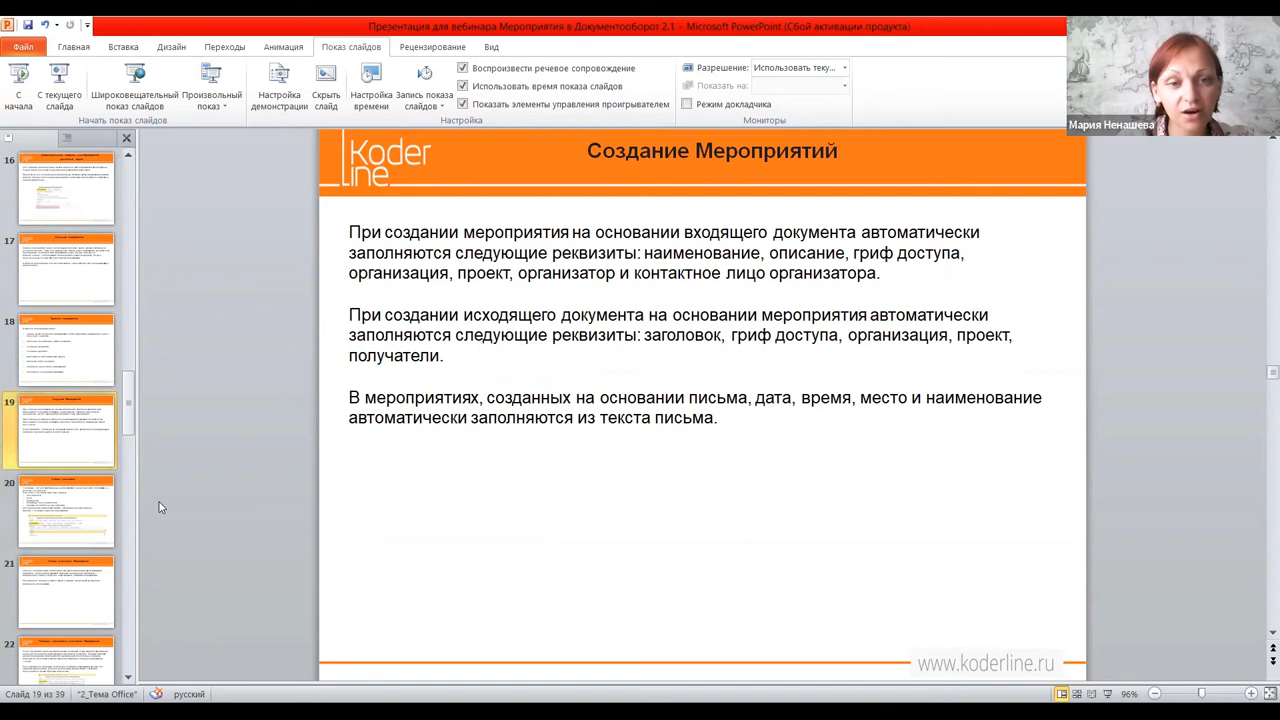 Презентация для вебинара Мероприятия в Документооборот 2.1 - Microsoft PowerPoint (Сбой активации продукта)
Файл Главная Вставка Дизайн Переходы Анимация Показ слайдов Рецензирование Вид
С начала
С текущего слайда
Широковещательный показ слайдов
Произвольный показ
Настройка демонстрации
Скрыть слайд
Настройка времени
Запись показа слайдов
Воспроизвести речевое сопровождение
Использовать время показа слайдов
Показать элементы управления проигрывателем
Разрешение: Использовать теку...
Показать на:
Режим докладчика
Начать показ слайдов
Настройка
Мониторы
Мария Ненашева
16
17
18
19
20
21
22
Koder
line
Создание Мероприятий
При создании мероприятия на основании входящего документа автоматически
заполняются следующие реквизиты: наименование, описание, гриф доступа,
организация, проект, организатор и контактное лицо организатора.
При создании исходящего документа на основании мероприятия автоматически
заполняются следующие реквизиты: заголовок, гриф доступа, организация, проект,
получатели.
В мероприятиях, созданных на основании письма, дата, время, место и наименование
автоматически заполняются из текста письма.
www.koderline.ru
Слайд 19 из 39 "2_Тема Office" русский 96%